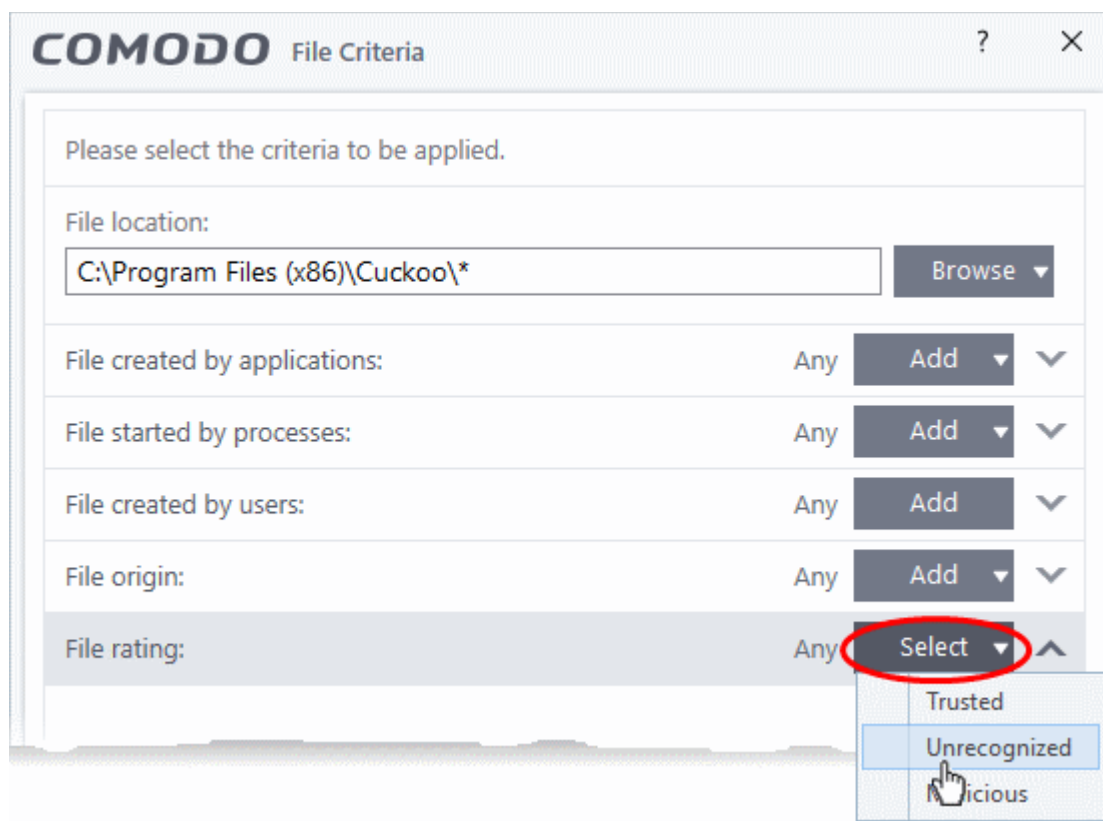 COMODO File Criteria ?
Please select the criteria to be applied.
File location:
C:\Program Files (x86)\Cuckoo\* Browse
File created by applications: Any Add
File started by processes: Any Add
File created by users: Any Add
File origin: Any Add
File rating: Any Select
Trusted
Unrecognized